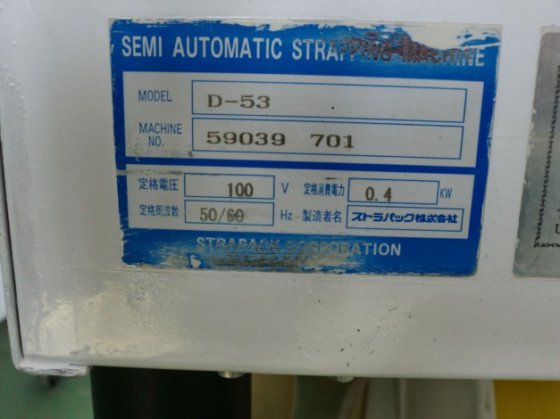 SEMI AUTOMATIC STRAPPING MACHINE
MODEL D-53
MACHINE NO. 59039 701
定格電圧 100 V 定格消費電力 0.4 KW
定格周波数 50/60 Hz 製造者名 ストラパック株式会社
STRAPACK CORPORATION